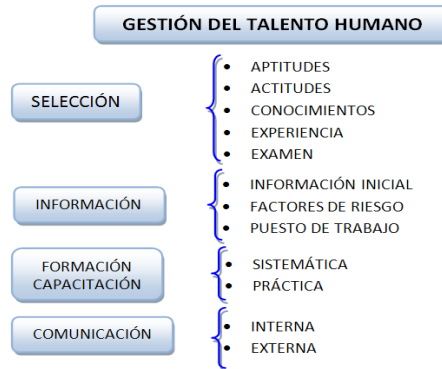 GESTIÓN DEL TALENTO HUMANO
SELECCIÓN
• APTITUDES
• ACTITUDES
• CONOCIMIENTOS
• EXPERIENCIA
• EXAMEN
INFORMACIÓN
• INFORMACIÓN INICIAL
• FACTORES DE RIESGO
• PUESTO DE TRABAJO
FORMACIÓN
CAPACITACIÓN
• SISTEMÁTICA
• PRÁCTICA
COMUNICACIÓN
• INTERNA
• EXTERNA